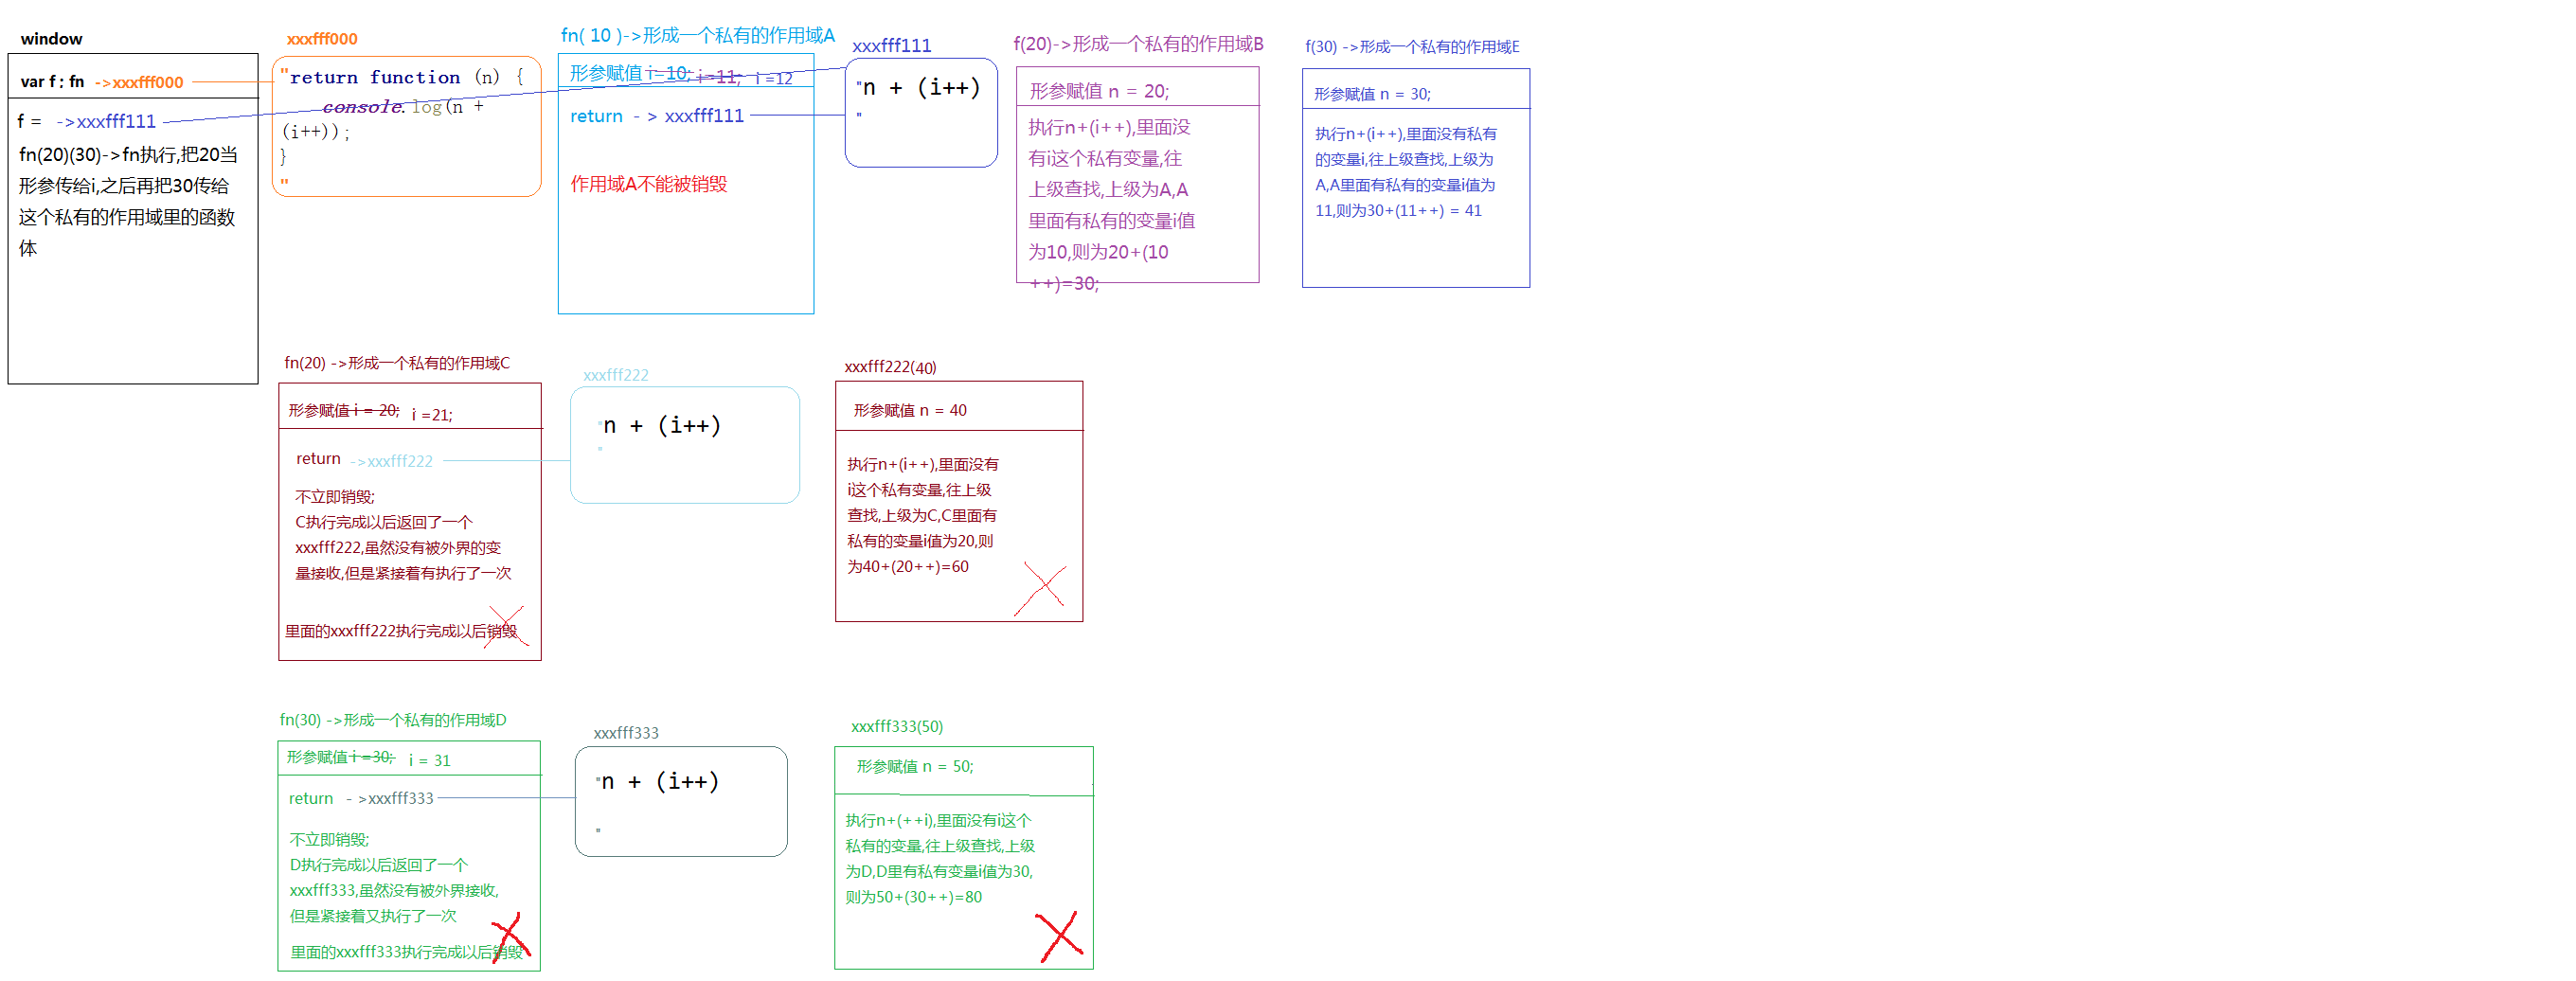 window
var f ; fn ->xxxfff000
f = ->xxxfff111
fn(20)(30)->fn执行,把20当
形参传给i,之后再把30传给
这个私有的作用域里的函数
体
xxxfff000
"return function (n) {
console.log(n +
(i++));
}
"
fn( 10 )->形成一个私有的作用域A
形参赋值 i=10; i=11; i =12
return - > xxxfff111
作用域A不能被销毁
xxxfff111
"n + (i++)
"
f(20)->形成一个私有的作用域B
形参赋值 n = 20;
执行n+(i++),里面没
有i这个私有变量,往
上级查找,上级为A,A
里面有私有的变量i值
为10,则为20+(10
++)=30;
f(30) ->形成一个私有的作用域E
形参赋值 n = 30;
执行n+(i++),里面没有私有
的变量i,往上级查找,上级为
A,A里面有私有的变量i值为
11,则为30+(11++) = 41
fn(20) ->形成一个私有的作用域C
形参赋值 i = 20; i =21;
return ->xxxfff222
不立即销毁;
C执行完成以后返回了一个
xxxfff222,虽然没有被外界的变
量接收,但是紧接着有执行了一次
里面的xxxfff222执行完成以后销毁
xxxfff222
"n + (i++)
"
xxxfff222(40)
形参赋值 n = 40
执行n+(i++),里面没有
i这个私有变量,往上级
查找,上级为C,C里面有
私有的变量i值为20,则
为40+(20++)=60
fn(30) ->形成一个私有的作用域D
形参赋值 i =30; i = 31
return - >xxxfff333
不立即销毁;
D执行完成以后返回了一个
xxxfff333,虽然没有被外界接收,
但是紧接着又执行了一次
里面的xxxfff333执行完成以后销毁
xxxfff333
"n + (i++)
"
xxxfff333(50)
形参赋值 n = 50;
执行n+(++i),里面没有i这个
私有的变量,往上级查找,上级
为D,D里有私有变量i值为30,
则为50+(30++)=80